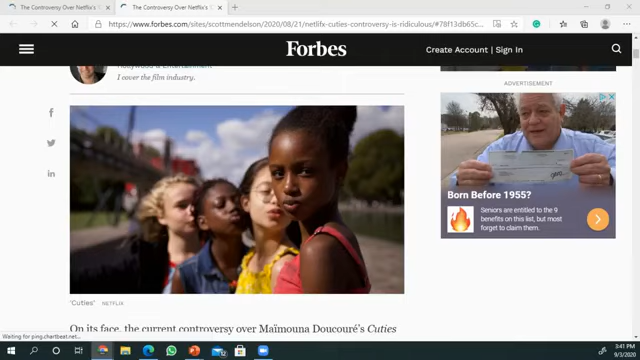 The Controversy Over Netflix's C
The Controversy Over Netflix's C
https://www.forbes.com/sites/scottmendelson/2020/08/21/netlifx-cuties-controversy-is-ridiculous/#78f13db65c...
Forbes
Create Account | Sign In
Hollywood & Entertainment
I cover the film industry.
ADVERTISEMENT
Born Before 1955?
Seniors are entitled to the 9
benefits on this list, but most
forget to claim them.
'Cuties' NETFLIX
On its face, the current controversy over Maïmouna Doucouré's Cuties
Waiting for ping.chartbeat.net...
3:41 PM
9/3/2020